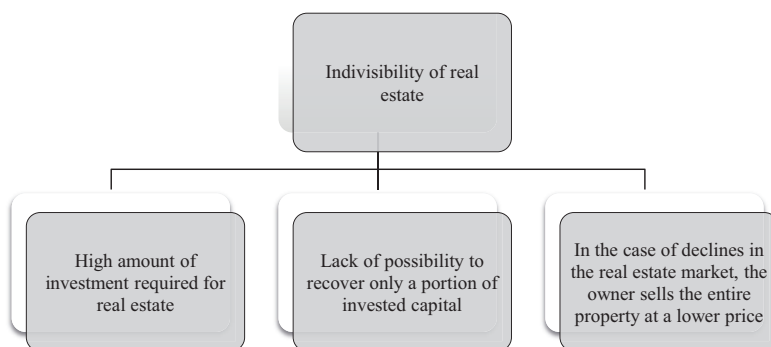 Indivisibility of real
estate
High amount of
investment required for
real estate
Lack of possibility to
recover only a portion of
invested capital
In the case of declines in
the real estate market, the
owner sells the entire
property at a lower price